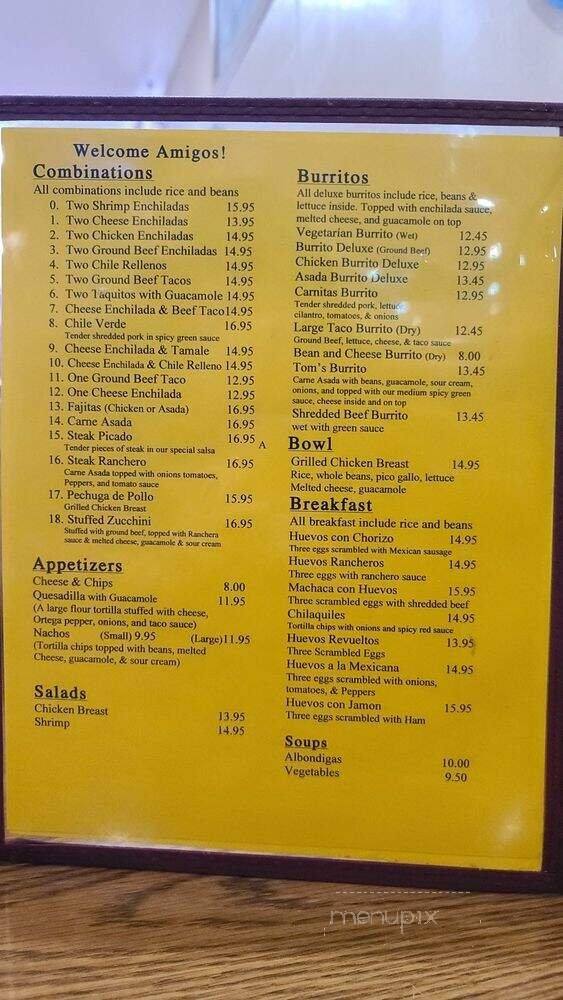 Welcome Amigos!
Combinations
All combinations include rice and beans
0. Two Shrimp Enchiladas 15.95
1. Two Cheese Enchiladas 13.95
2. Two Chicken Enchiladas 14.95
3. Two Ground Beef Enchiladas 14.95
4. Two Chile Rellenos 14.95
5. Two Ground Beef Tacos 14.95
6. Two Taquitos with Guacamole 14.95
7. Cheese Enchilada & Beef Taco 14.95
8. Chile Verde 16.95
Tender shredded pork in spicy green sauce
9. Cheese Enchilada & Tamale 14.95
10. Cheese Enchilada & Chile Relleno 14.95
11. One Ground Beef Taco 12.95
12. One Cheese Enchilada 12.95
13. Fajitas (Chicken or Asada) 16.95
14. Carne Asada 16.95
15. Steak Picado 16.95 A
Tender pieces of steak in our special salsa
16. Steak Ranchero 16.95
Carne Asada topped with onions tomatoes,
Peppers, and tomato sauce
17. Pechuga de Pollo 15.95
Grilled Chicken Breast
18. Stuffed Zucchini 16.95
Stuffed with ground beef, topped with Ranchera
sauce & melted cheese, guacamole & sour cream
Appetizers
Cheese & Chips 8.00
Quesadilla with Guacamole 11.95
(A large flour tortilla stuffed with cheese,
Ortega pepper, onions, and taco sauce)
Nachos (Small) 9.95 (Large)11.95
(Tortilla chips topped with beans, melted
Cheese, guacamole, & sour cream)
Salads
Chicken Breast 13.95
Shrimp 14.95
Burritos
All deluxe burritos include rice, beans &
lettuce inside. Topped with enchilada sauce,
melted cheese, and guacamole on top
Vegetarían Burrito (Wet) 12.45
Burrito Deluxe (Ground Beef) 12.95
Chicken Burrito Deluxe 12.95
Asada Burrito Deluxe 13.45
Carnitas Burrito 12.95
Tender shredded pork, lettuce,
cilantro, tomatoes, & onions
Large Taco Burrito (Dry) 12.45
Ground Beef, lettuce, cheese, & taco sauce
Bean and Cheese Burrito (Dry) 8.00
Tom's Burrito 13.45
Carne Asada with beans, guacamole, sour cream,
onions, and topped with our medium spicy green
sauce, cheese inside and on top
Shredded Beef Burrito 13.45
wet with green sauce
Bowl
Grilled Chicken Breast 14.95
Rice, whole beans, pico gallo, lettuce
Melted cheese, guacamole
Breakfast
All breakfast include rice and beans
Huevos con Chorizo 14.95
Three eggs scrambled with Mexican sausage
Huevos Rancheros 14.95
Three eggs with ranchero sauce
Machaca con Huevos 15.95
Three scrambled eggs with shredded beef
Chilaquiles 14.95
Tortilla chips with onions and spicy red sauce
Huevos Revueltos 13.95
Three Scrambled Eggs
Huevos a la Mexicana 14.95
Three eggs scrambled with onions,
tomatoes, & Peppers
Huevos con Jamon 15.95
Three eggs scrambled with Ham
Soups
Albondigas 10.00
Vegetables 9.50
menupix